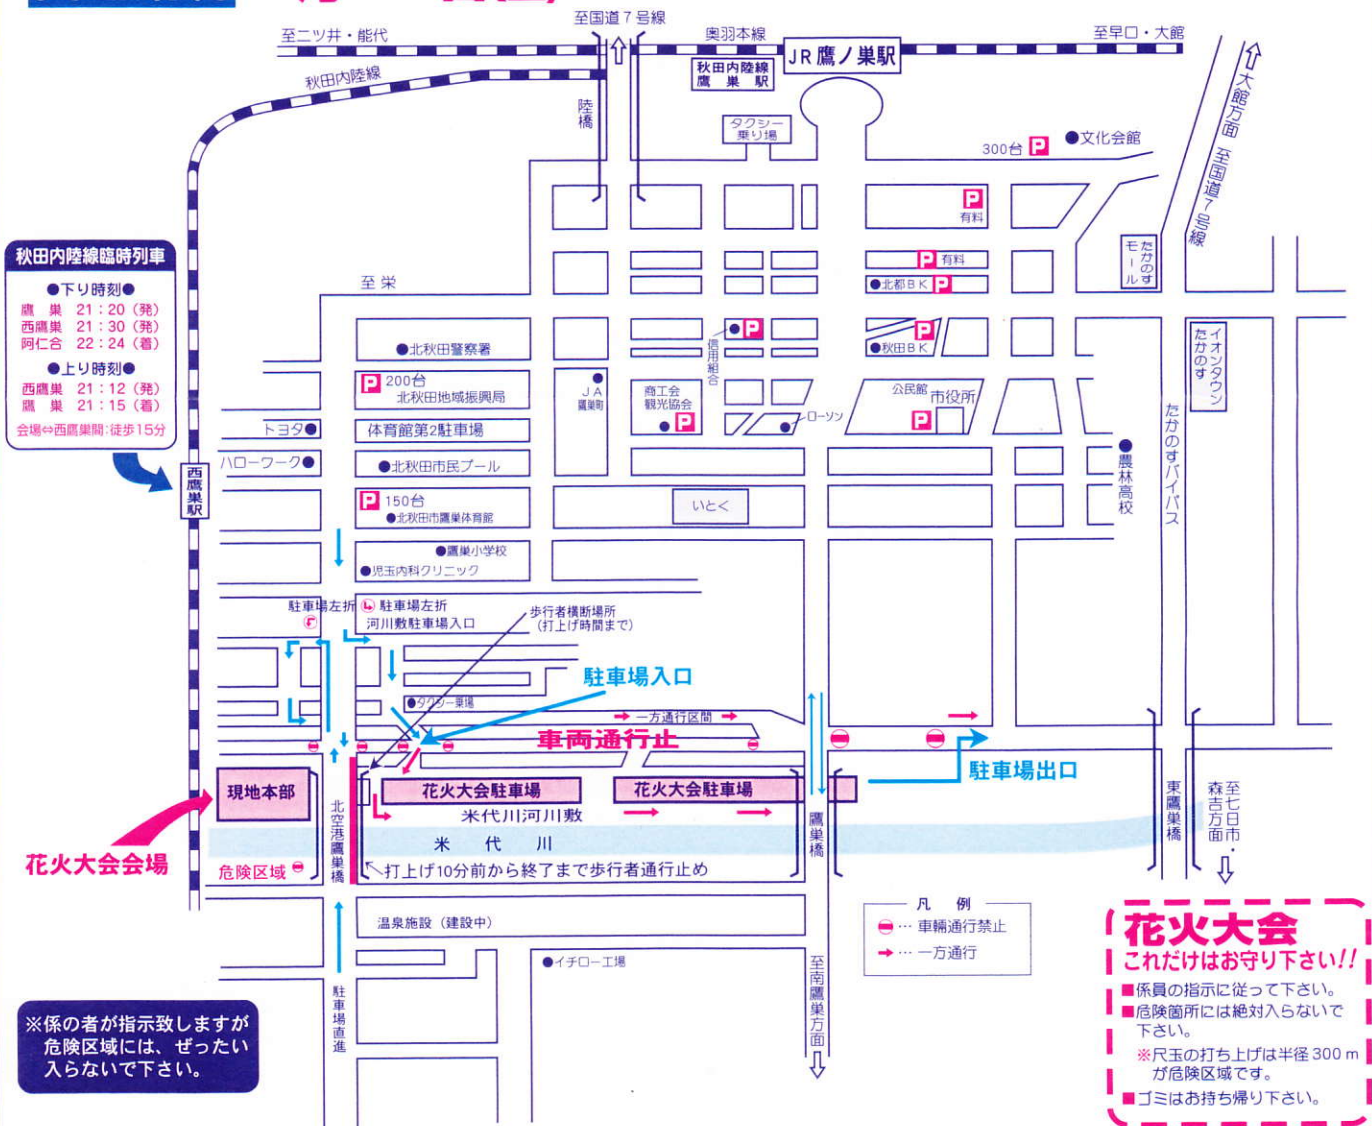 至国道7号線
至二ツ井・能代
奥羽本線
JR鷹ノ巣駅
至早口・大館
秋田内陸線
秋田内陸線
鷹巣駅
陸橋
タクシー
乗り場
300台 P
●文化会館
大館方面 至国道7号線
P
有料
P 有料
●北都BK P
たかのす
モール
秋田内陸線臨時列車
●下り時刻●
鷹巣 21:20(発)
西鷹巣 21:30(発)
阿仁合 22:24(着)
●上り時刻●
西鷹巣 21:12(発)
鷹巣 21:15(着)
会場⇔西鷹巣間:徒歩15分
西鷹巣駅
至栄
●北秋田警察署
P 200台
北秋田地域振興局
トヨタ●
体育館第2駐車場
ハローワーク●
●北秋田市民プール
P 150台
●北秋田市鷹巣体育館
●鷹巣小学校
●児玉内科クリニック
●
JA
鷹巣町
● P
信用組合
商工会
観光協会
● P
●ローソン
P
●秋田BK
公民館
市役所
P
イオンタウン
たかのす
たかのすバイパス
●農林高校
いとく
駐車場左折
駐車場左折
河川敷駐車場入口
歩行者横断場所
(打上げ時間まで)
駐車場入口
●タクシー乗場
一方通行区間
車両通行止
駐車場出口
現地本部
花火大会駐車場
花火大会駐車場
米代川河川敷
米代川
北空港鷹巣橋
鷹巣橋
東鷹巣橋
至七日市・
森吉方面
花火大会会場
危険区域
打上げ10分前から終了まで歩行者通行止め
温泉施設(建設中)
●イチロー工場
駐車場直進
至南鷹巣方面
凡例
… 車輛通行禁止
→ … 一方通行
※係の者が指示致しますが
危険区域には、ぜったい
入らないで下さい。
花火大会
これだけはお守り下さい!!
■係員の指示に従って下さい。
■危険箇所には絶対入らないで
下さい。
※尺玉の打ち上げは半径300m
が危険区域です。
■ゴミはお持ち帰り下さい。